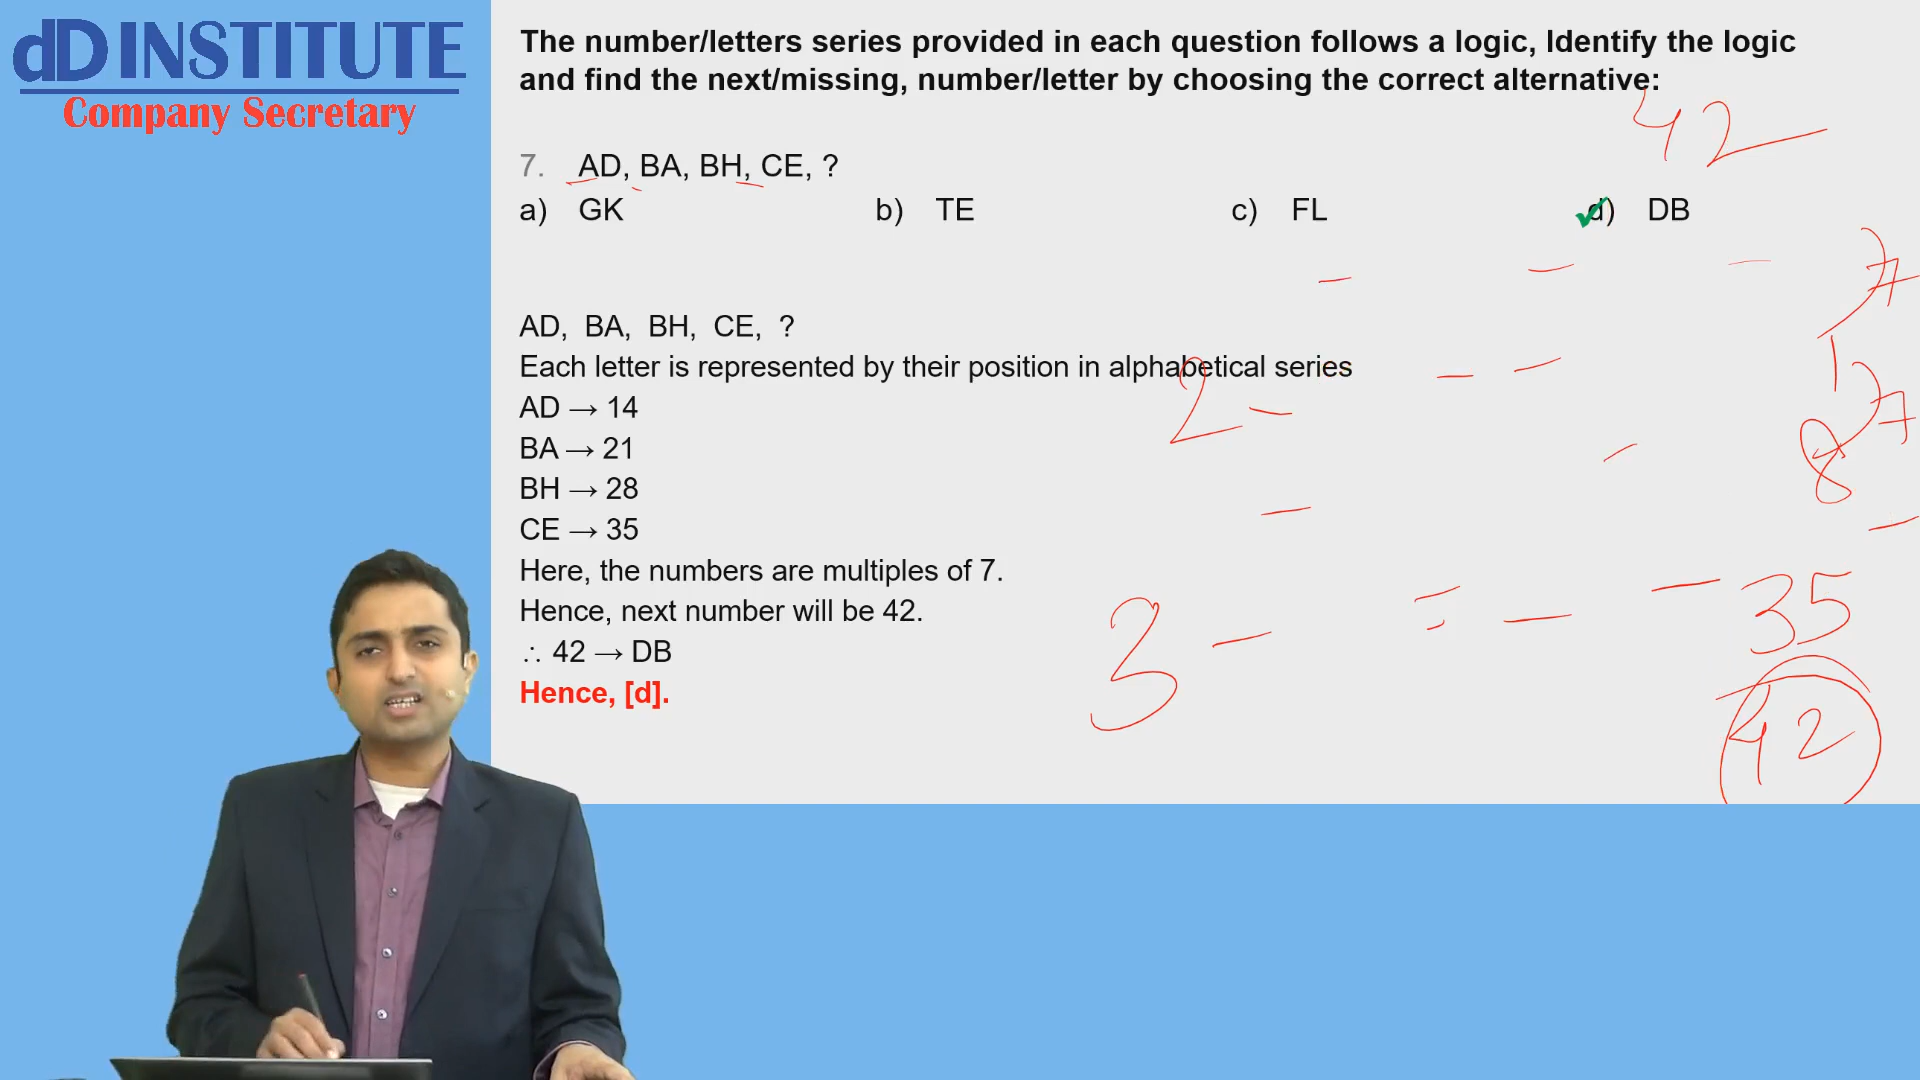 dD INSTITUTE
Company Secretary
The number/letters series provided in each question follows a logic, Identify the logic
and find the next/missing, number/letter by choosing the correct alternative:
42
7. AD, BA, BH, CE, ?
a) GK b) TE c) FL d) DB
7
AD, BA, BH, CE, ?
Each letter is represented by their position in alphabetical series
1
2
AD → 14
7
BA → 21
8
BH → 28
CE → 35
Here, the numbers are multiples of 7.
35
Hence, next number will be 42.
3
∴ 42 → DB
Hence, [d].
42